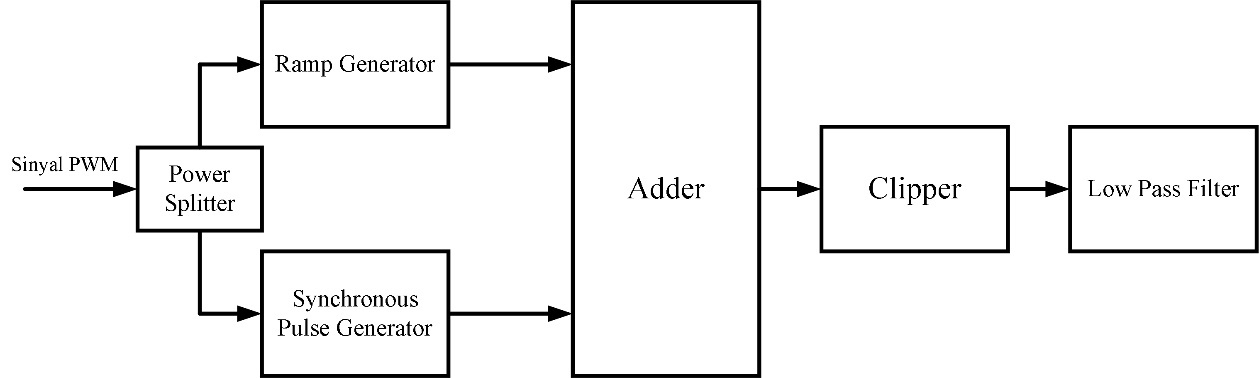 Sinyal PWM
Power
Splitter
Ramp Generator
Synchronous
Pulse Generator
Adder
Clipper
Low Pass Filter